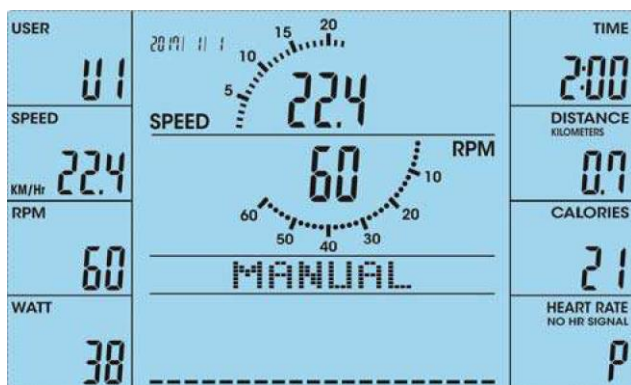 USER
U1
SPEED
KM/Hr 22.4
RPM
60
WATT
38
2019/ 1/ 1
5 10 15 20
SPEED 22.4
60 RPM
10
20
30
40
50
60
MANUAL
TIME
2:00
DISTANCE
KILOMETERS
0.7
CALORIES
21
HEART RATE
NO HR SIGNAL
P